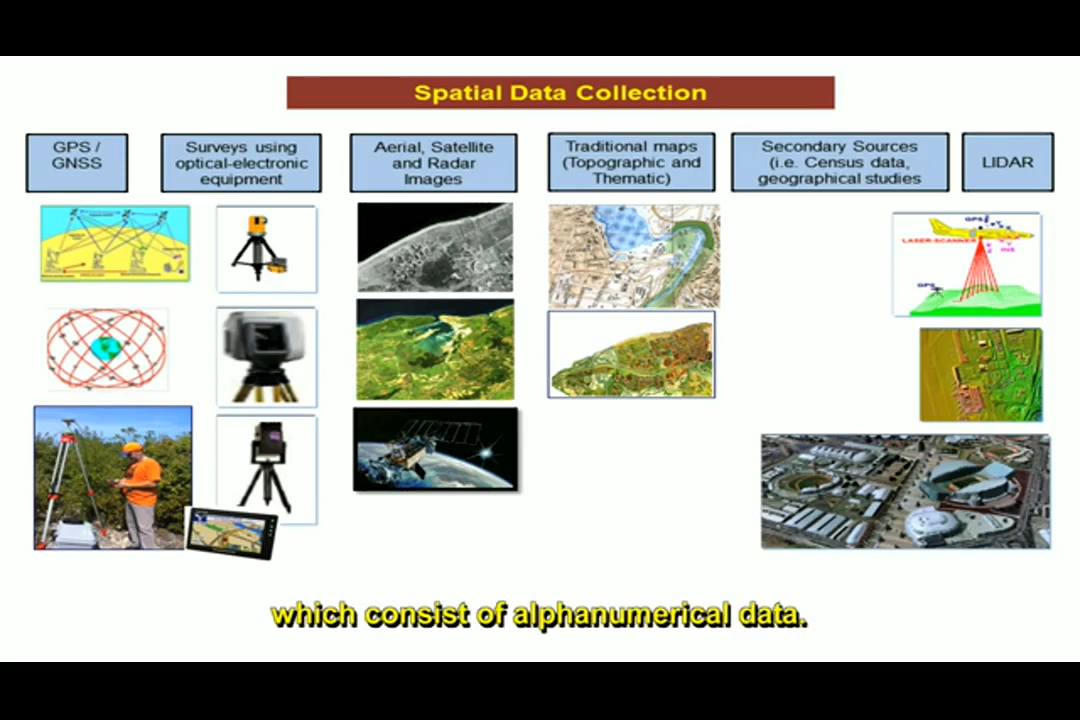 Spatial Data Collection
GPS /
GNSS
Surveys using
optical-electronic
equipment
Aerial, Satellite
and Radar
Images
Traditional maps
(Topographic and
Thematic)
Secondary Sources
(i.e. Census data,
geographical studies
LIDAR
GPS
LASER-SCANNER
INS
GPS
which consist of alphanumerical data.